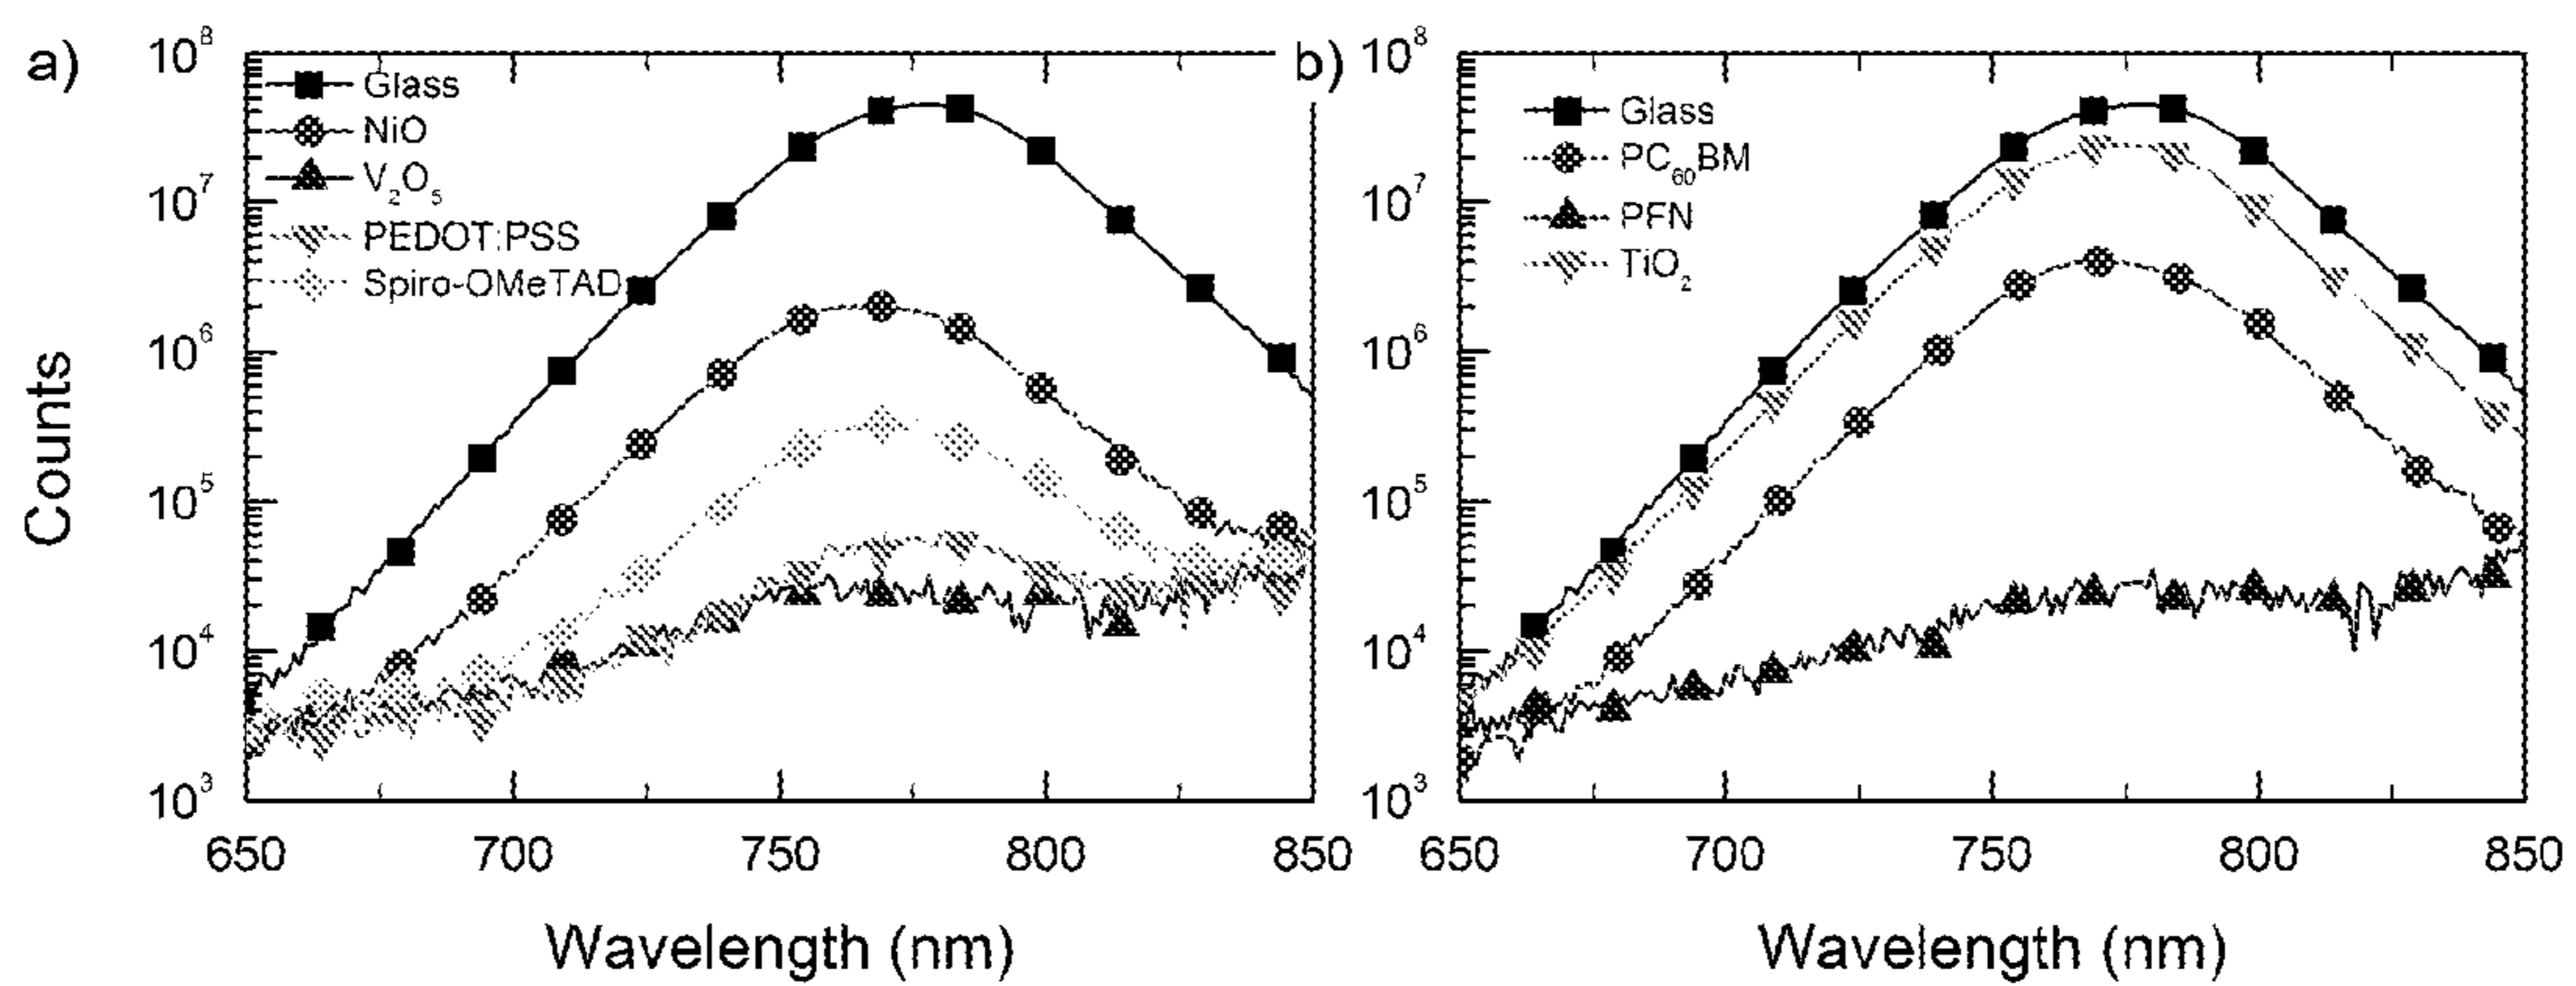 a)
Counts
10⁸
10⁷
10⁶
10⁵
10⁴
10³
Glass
NiO
V₂O₅
PEDOT:PSS
Spiro-OMeTAD
650 700 750 800 850
Wavelength (nm)
b)
10⁸
10⁷
10⁶
10⁵
10⁴
10³
Glass
PC₆₀BM
PFN
TiO₂
650 700 750 800 850
Wavelength (nm)